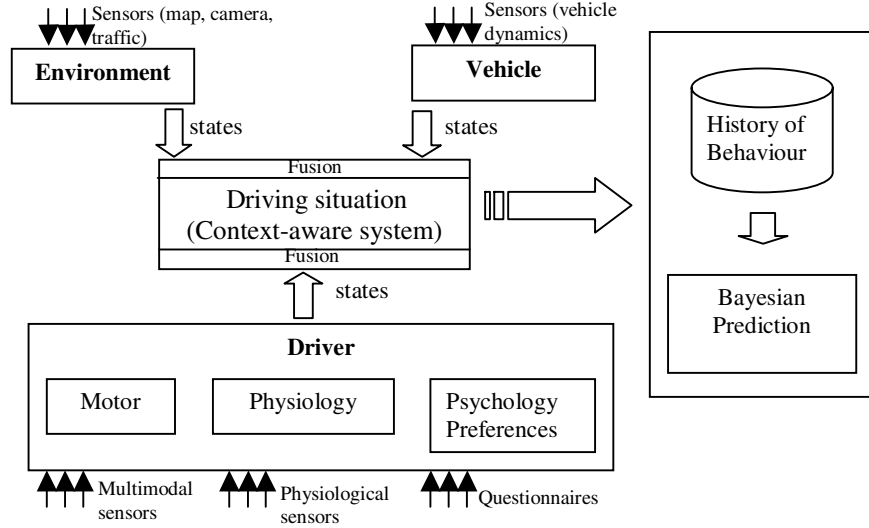 Sensors (map, camera,
traffic)
Environment
states
Sensors (vehicle
dynamics)
Vehicle
states
Fusion
Driving situation
(Context-aware system)
Fusion
states
History of
Behaviour
Bayesian
Prediction
Driver
Motor
Physiology
Psychology
Preferences
Multimodal
sensors
Physiological
sensors
Questionnaires